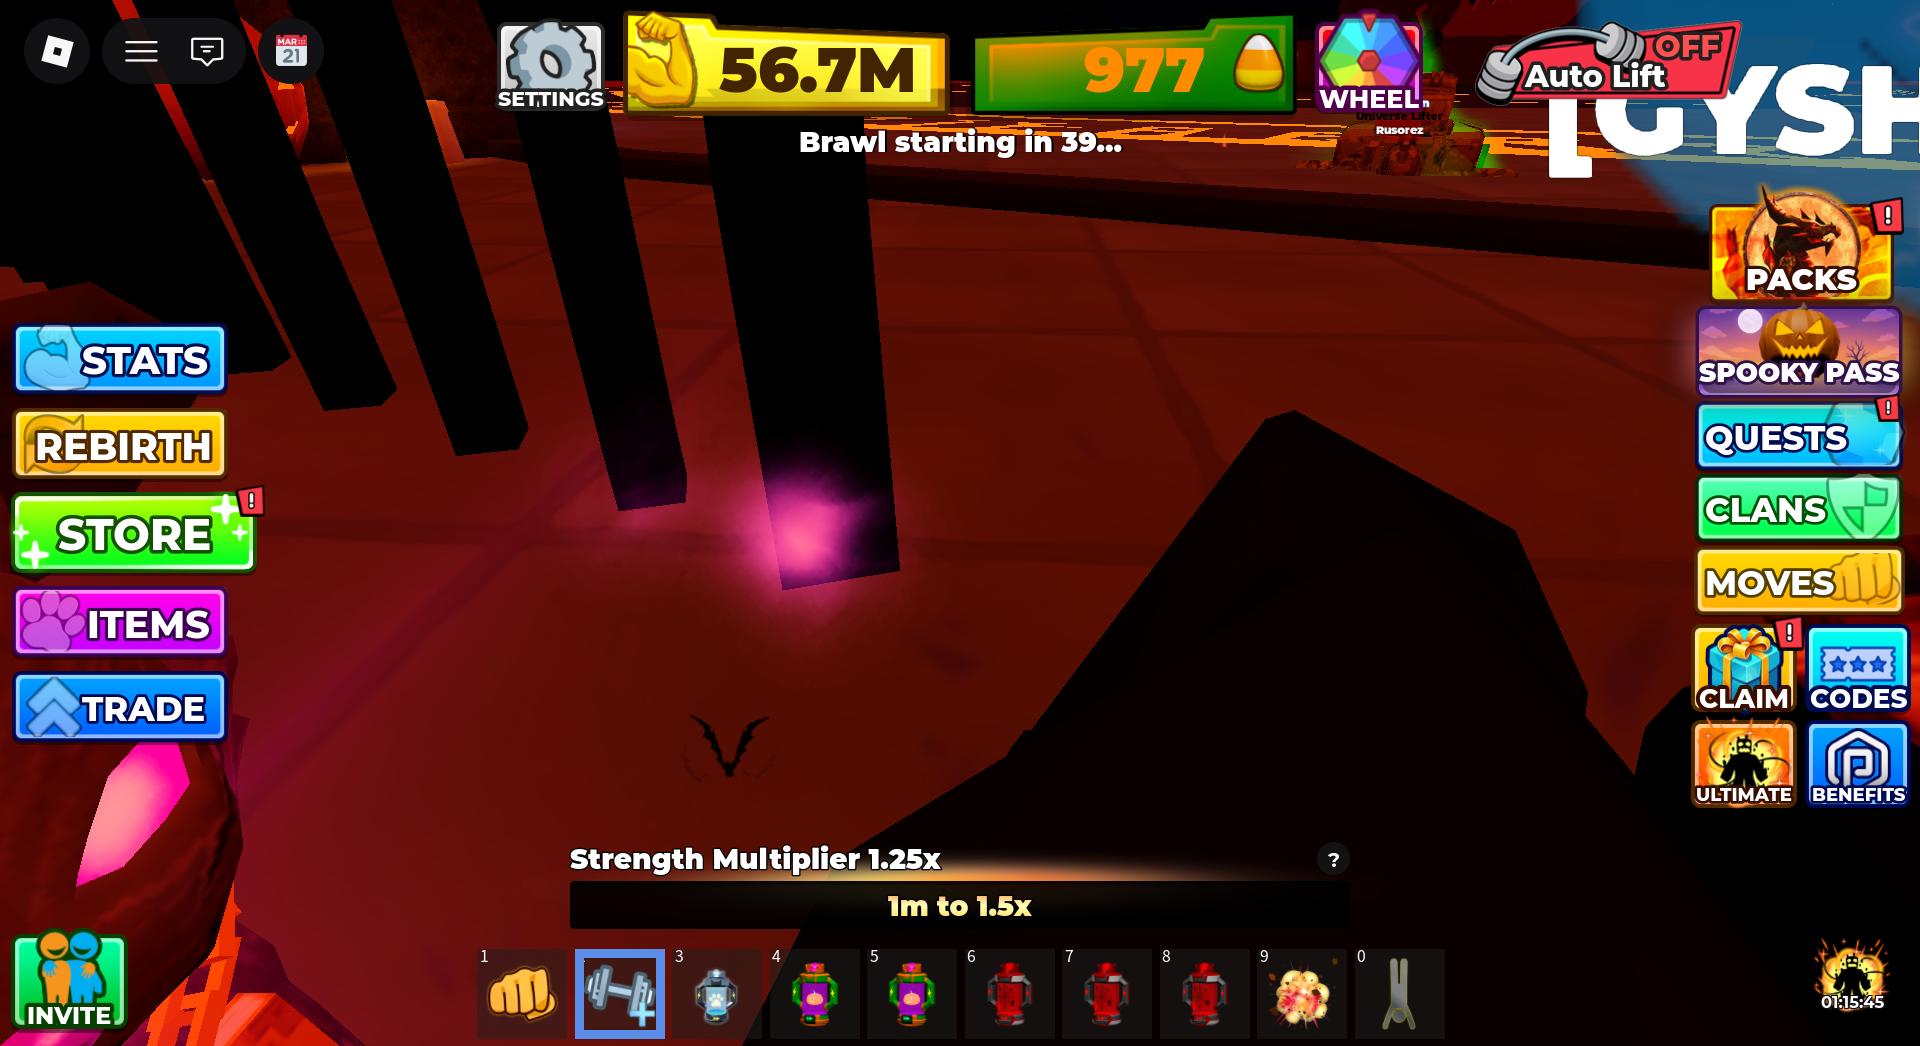 MAR
21
SETTINGS
56.7M
977
WHEEL
OFF
Auto Lift
Universe Lifter
Rusorez
Brawl starting in 39...
[GYSH
PACKS
!
SPOOKY PASS
STATS
REBIRTH
STORE
!
ITEMS
TRADE
QUESTS
!
CLANS
MOVES
CLAIM
!
CODES
ULTIMATE
BENEFITS
Strength Multiplier 1.25x
?
1m to 1.5x
INVITE
1
3
4
5
6
7
8
9
0
01:15:45